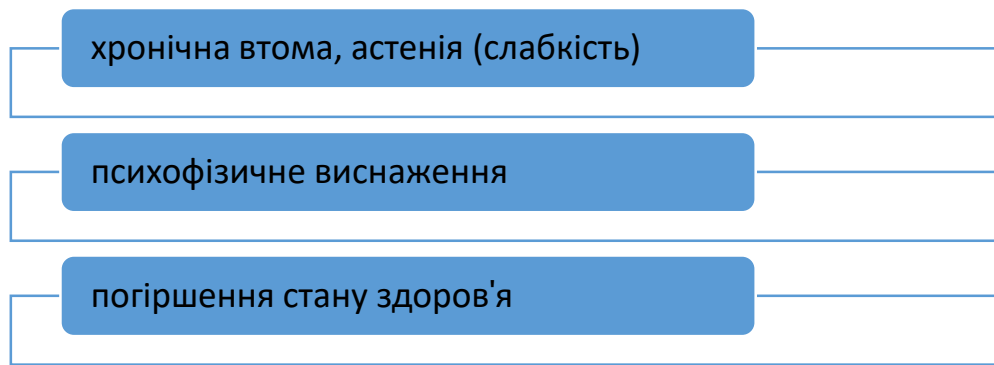 хронічна втома, астенія (слабкість)
психофізичне виснаження
погіршення стану здоров'я